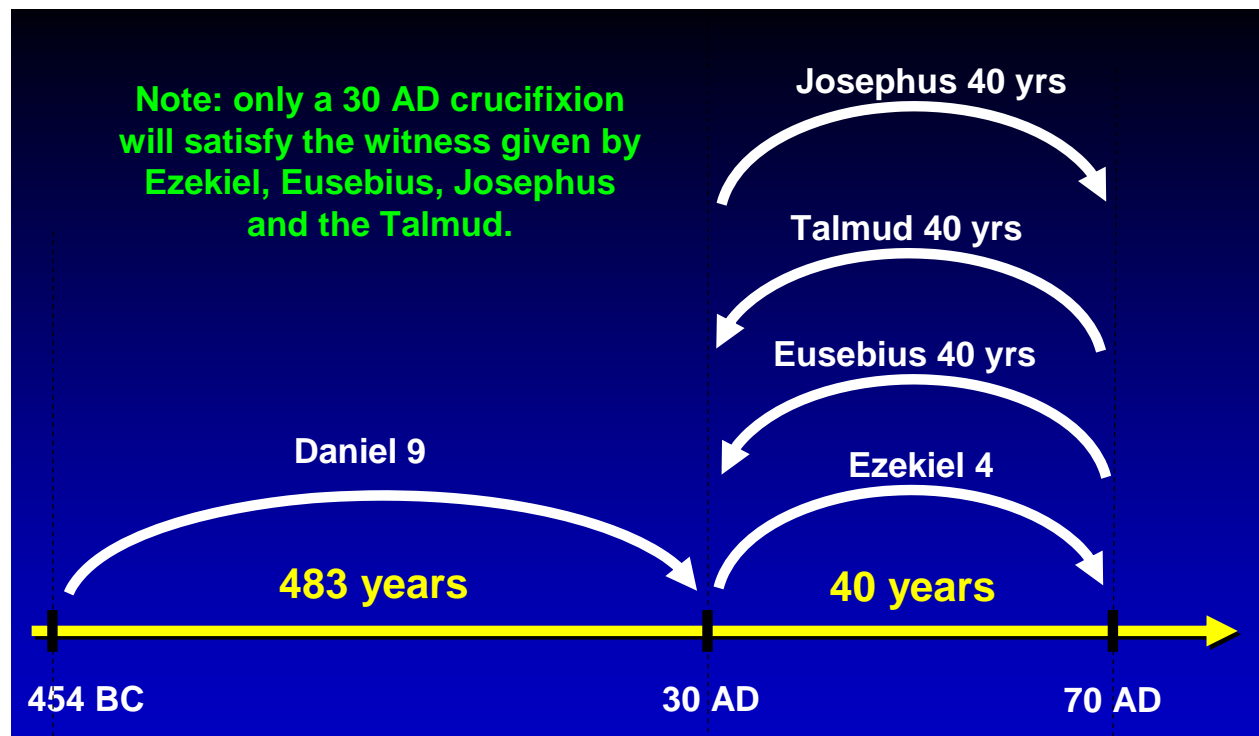 Note: only a 30 AD crucifixion
will satisfy the witness given by
Ezekiel, Eusebius, Josephus
and the Talmud.
Josephus 40 yrs
Talmud 40 yrs
Eusebius 40 yrs
Daniel 9
Ezekiel 4
483 years
40 years
454 BC
30 AD
70 AD